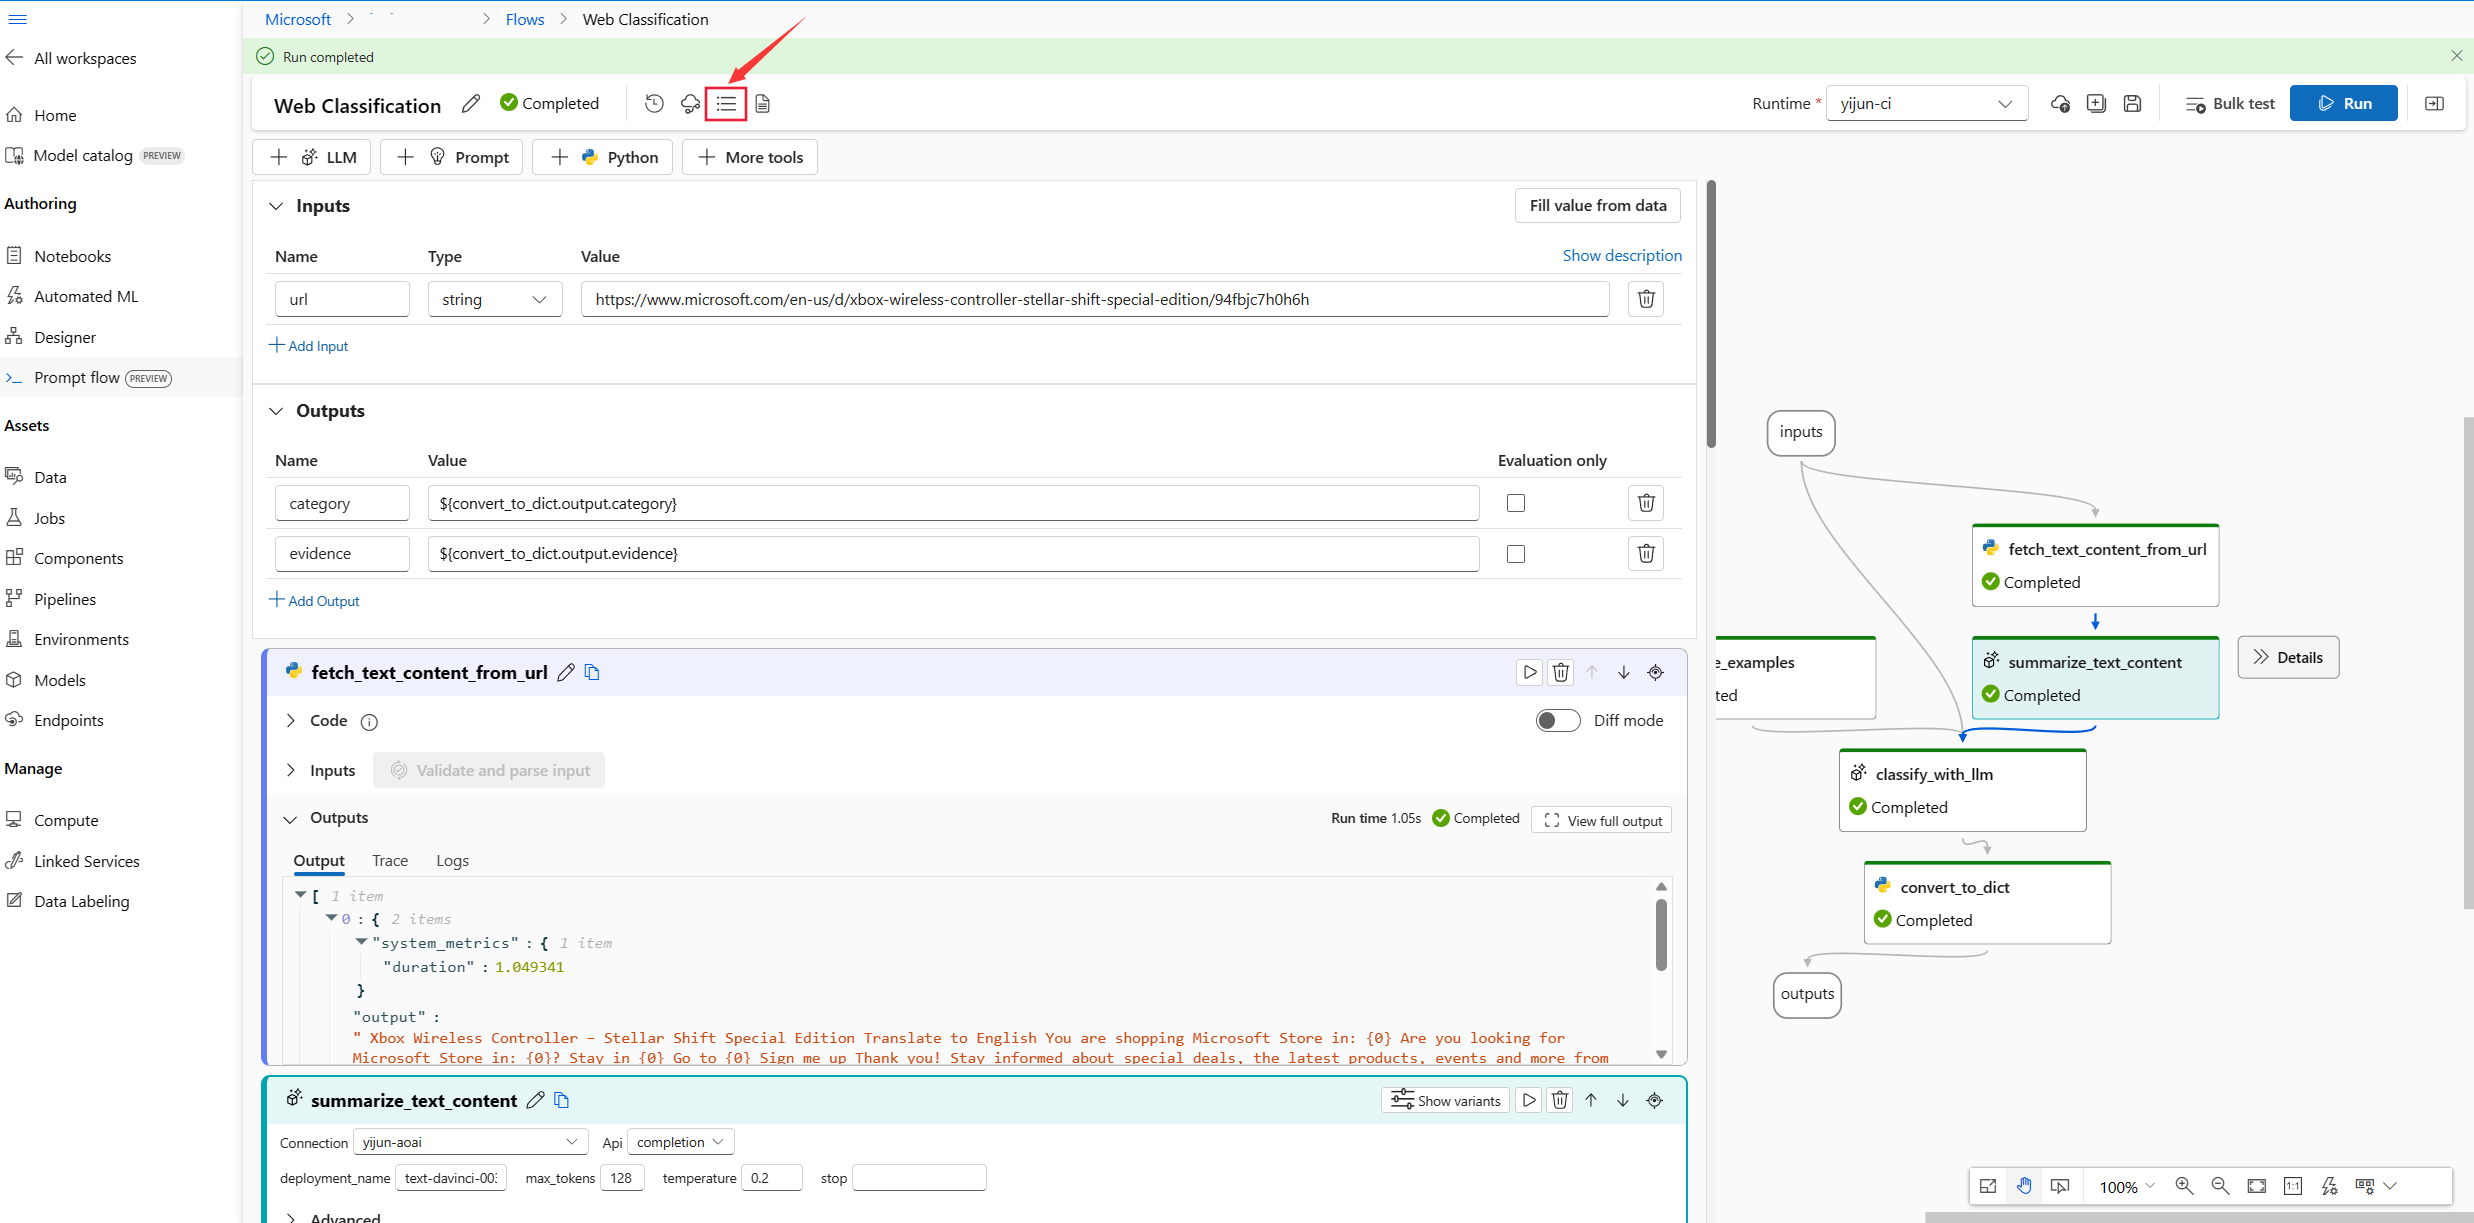 Microsoft > > Flows > Web Classification
All workspaces
Run completed
Web Classification Completed Runtime * yijun-ci Bulk test Run
Home
Model catalog PREVIEW
+ LLM + Prompt + Python + More tools
Authoring
Notebooks
Automated ML
Designer
Prompt flow PREVIEW
Assets
Data
Jobs
Components
Pipelines
Environments
Models
Endpoints
Manage
Compute
Linked Services
Data Labeling
Inputs Fill value from data
Name Type Value Show description
url string https://www.microsoft.com/en-us/d/xbox-wireless-controller-stellar-shift-special-edition/94fbjc7h0h6h
+ Add Input
Outputs
Name Value Evaluation only
category ${convert_to_dict.output.category}
evidence ${convert_to_dict.output.evidence}
+ Add Output
fetch_text_content_from_url
Code Diff mode
Inputs Validate and parse input
Outputs Run time 1.05s Completed View full output
Output Trace Logs
[ 1 item
0 : { 2 items
"system_metrics" : { 1 item
"duration" : 1.049341
}
"output" :
" Xbox Wireless Controller – Stellar Shift Special Edition Translate to English You are shopping Microsoft Store in: {0} Are you looking for
Microsoft Store in: {0}? Stay in {0} Go to {0} Sign me up Thank you! Stay informed about special deals, the latest products, events and more from
summarize_text_content Show variants
Connection yijun-aoai Api completion
deployment_name text-davinci-00 max_tokens 128 temperature 0.2 stop
Advanced
inputs
fetch_text_content_from_url
Completed
e_examples
ted
summarize_text_content
Completed
Details
classify_with_llm
Completed
convert_to_dict
Completed
outputs
100% 1:1